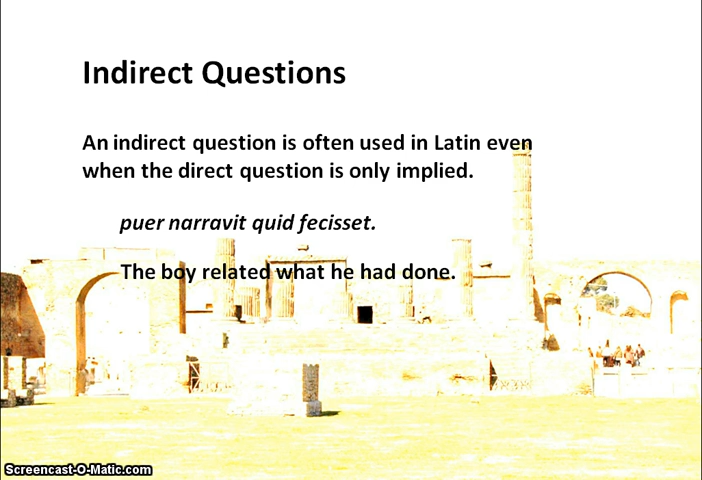 Indirect Questions
An indirect question is often used in Latin even
when the direct question is only implied.
puer narravit quid fecisset.
The boy related what he had done.
Screencast-O-Matic.com